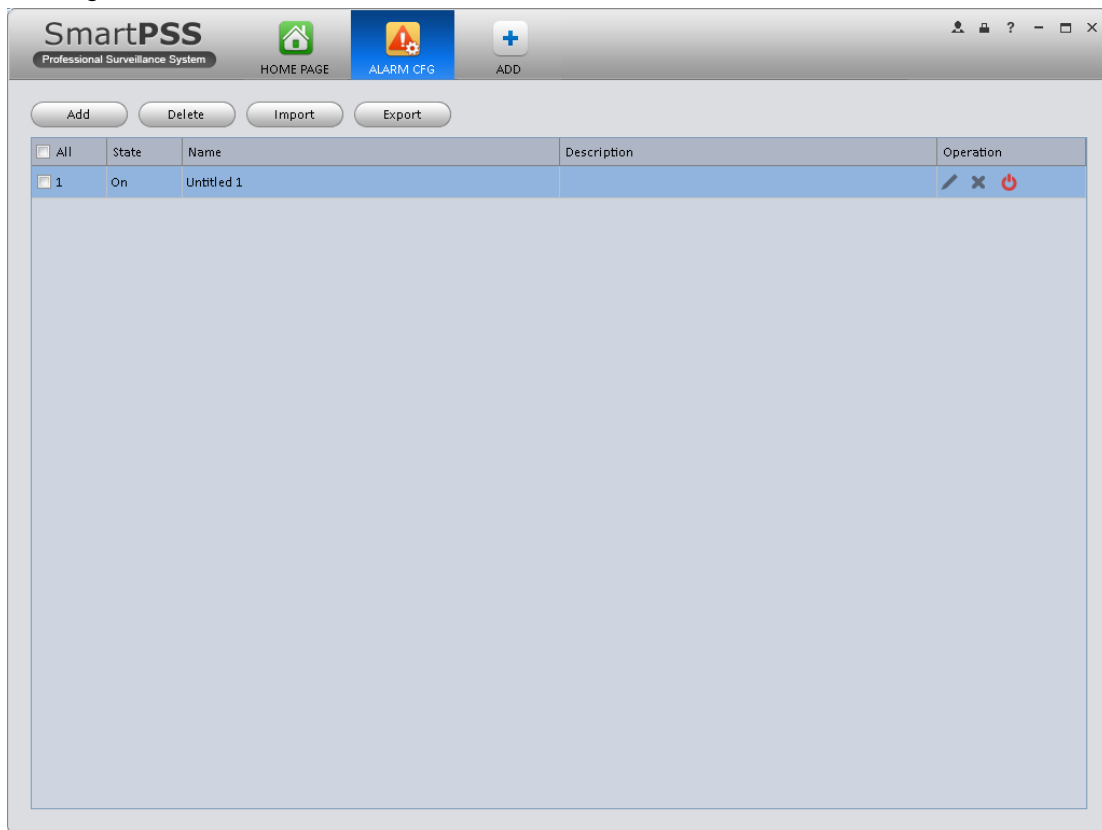 SmartPSS
Professional Surveillance System
HOME PAGE
ALARM CFG
ADD
?
Add
Delete
Import
Export
All State Name Description Operation
1 On Untitled 1